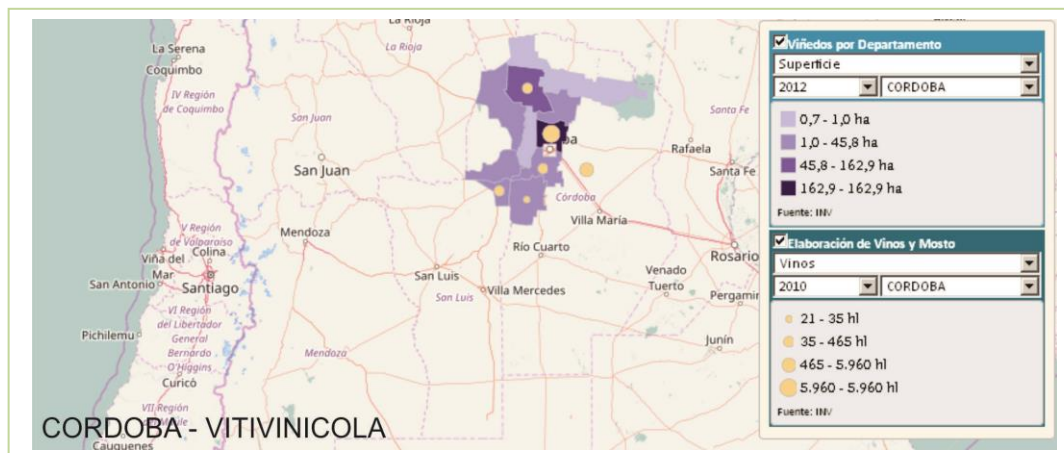 La Rioja
La Serena
Coquimbo
La Rioja
IV Región
de Coquimbo
San Juan
Santa Fe
ba
Rafaela
San Juan
Santa Fe
Córdoba
Villa María
V Región
de Valparaíso
Mendoza
Colina
Río Cuarto
Rosario
Viña del
Mar
San Luis
Venado
Tuerto
San Antonio
Santiago
San Luis
Villa Mercedes
Pergamin
VI Región
del Libertador
General
Bernardo
O'Higgins
Pichilemu
Junín
Mendoza
Curicó
VII Región
Maule
Cauquenes
CORDOBA - VITIVINICOLA
Viñedos por Departamento
Superficie
2012 CORDOBA
0,7 - 1,0 ha
1,0 - 45,8 ha
45,8 - 162,9 ha
162,9 - 162,9 ha
Fuente: INV
Elaboración de Vinos y Mosto
Vinos
2010 CORDOBA
21 - 35 hl
35 - 465 hl
465 - 5.960 hl
5.960 - 5.960 hl
Fuente: INV